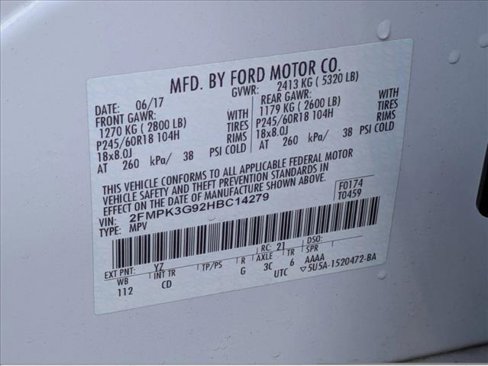 MFD. BY FORD MOTOR CO.
DATE: 06/17 GVWR: 2413 KG ( 5320 LB)
FRONT GAWR: REAR GAWR:
1270 KG ( 2800 LB) WITH 1179 KG ( 2600 LB) WITH
P245/60R18 104H TIRES P245/60R18 104H TIRES
18x8.0J RIMS 18x8.0J RIMS
AT 260 kPa/ 38 PSI COLD AT 260 kPa/ 38 PSI COLD
THIS VEHICLE CONFORMS TO ALL APPLICABLE FEDERAL MOTOR
VEHICLE SAFETY, BUMPER, AND THEFT PREVENTION STANDARDS IN
EFFECT ON THE DATE OF MANUFACTURE SHOWN ABOVE.
VIN: 2FMPK3G92HBC14279 F0174
TYPE: MPV T0459
EXT PNT: YZ RC: 21 DSO:
WB INT TR TP/PS R AXLE TR SPR
112 CD G 3C 6 AAAA
UTC ▽5U5A-1520472-BA